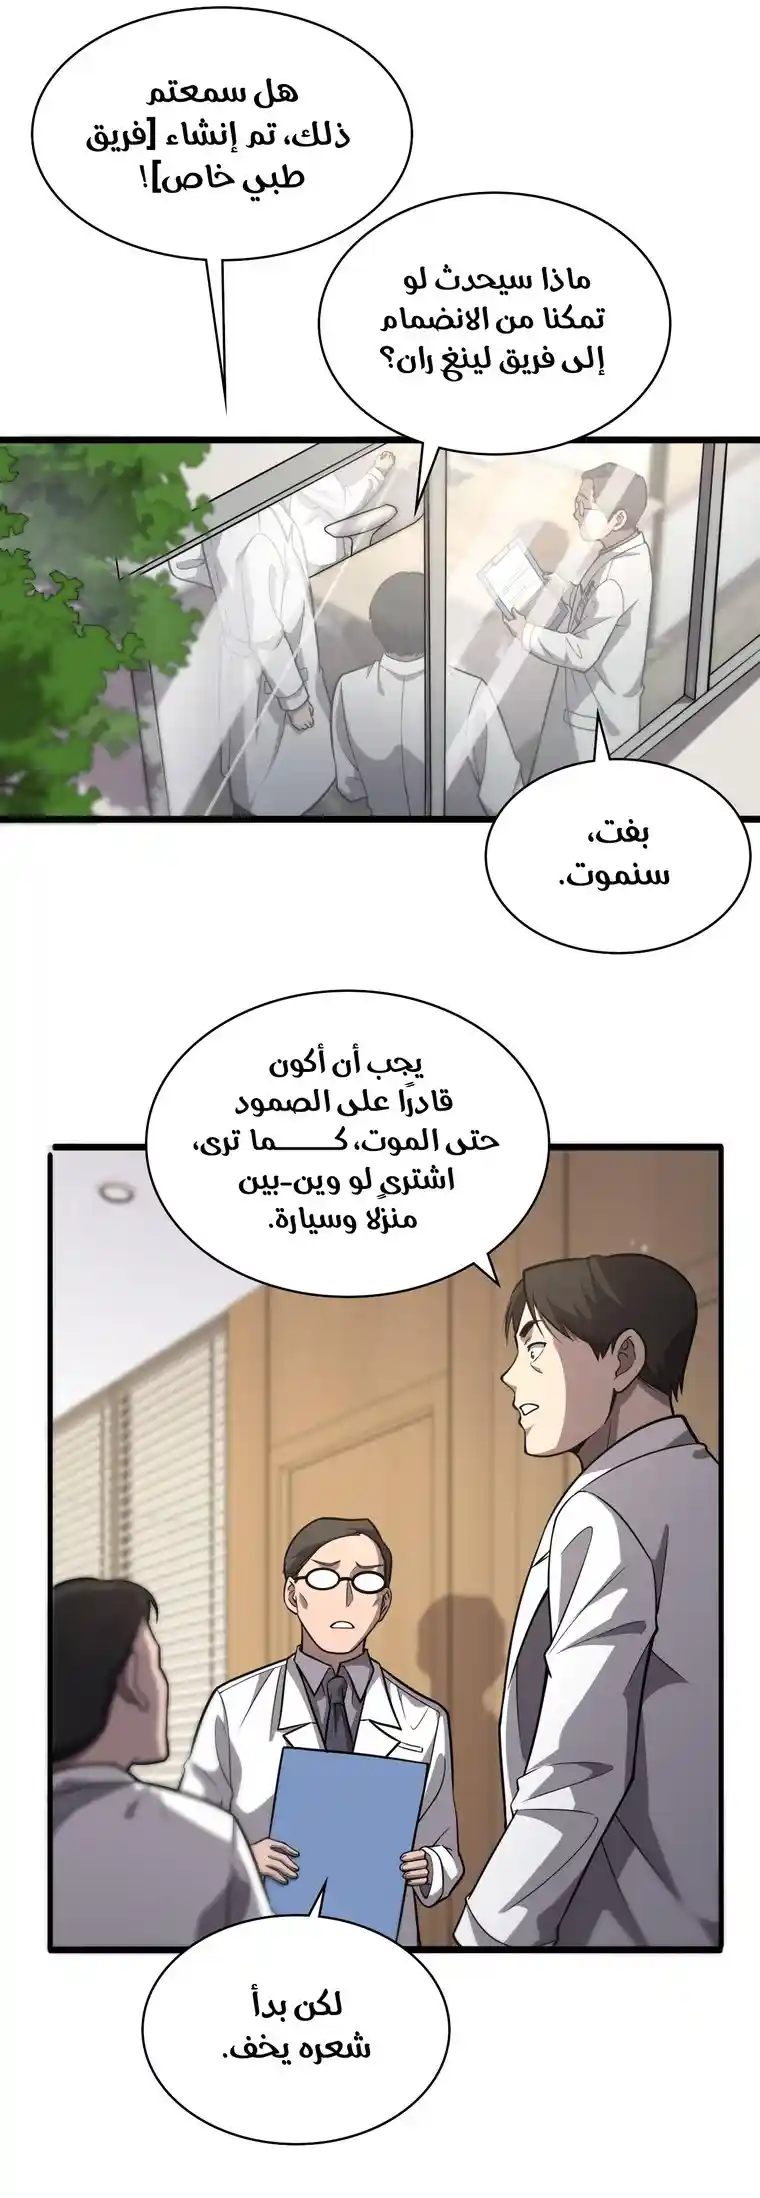 هل سمعتم
ذلك، تم إنشاء [فريق
طبي خاص]!
ماذا سيحدث لو
تمكنا من الانضمام
إلى فريق لينغ ران؟
بفت،
سنموت.
يجب أن أكون
قادرًا على الصمود
حتى الموت، كـــــما ترى،
اشترى لو وين-بين
منزلًا وسيارة.
لكن بدأ
شعره يخف.